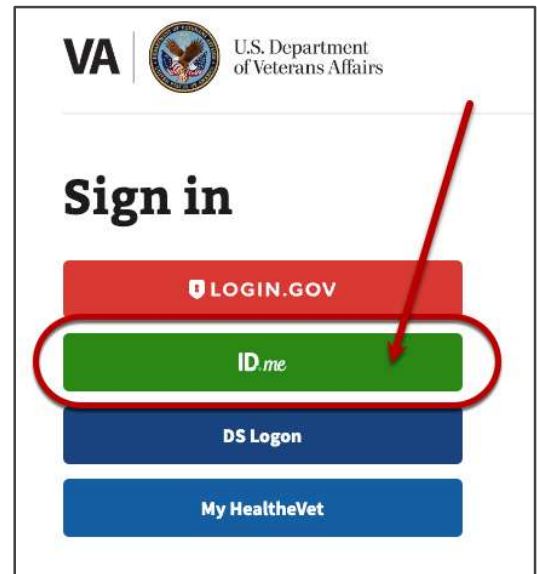 VA
U.S. Department
of Veterans Affairs
Sign in
LOGIN.GOV
ID.me
DS Logon
My HealtheVet